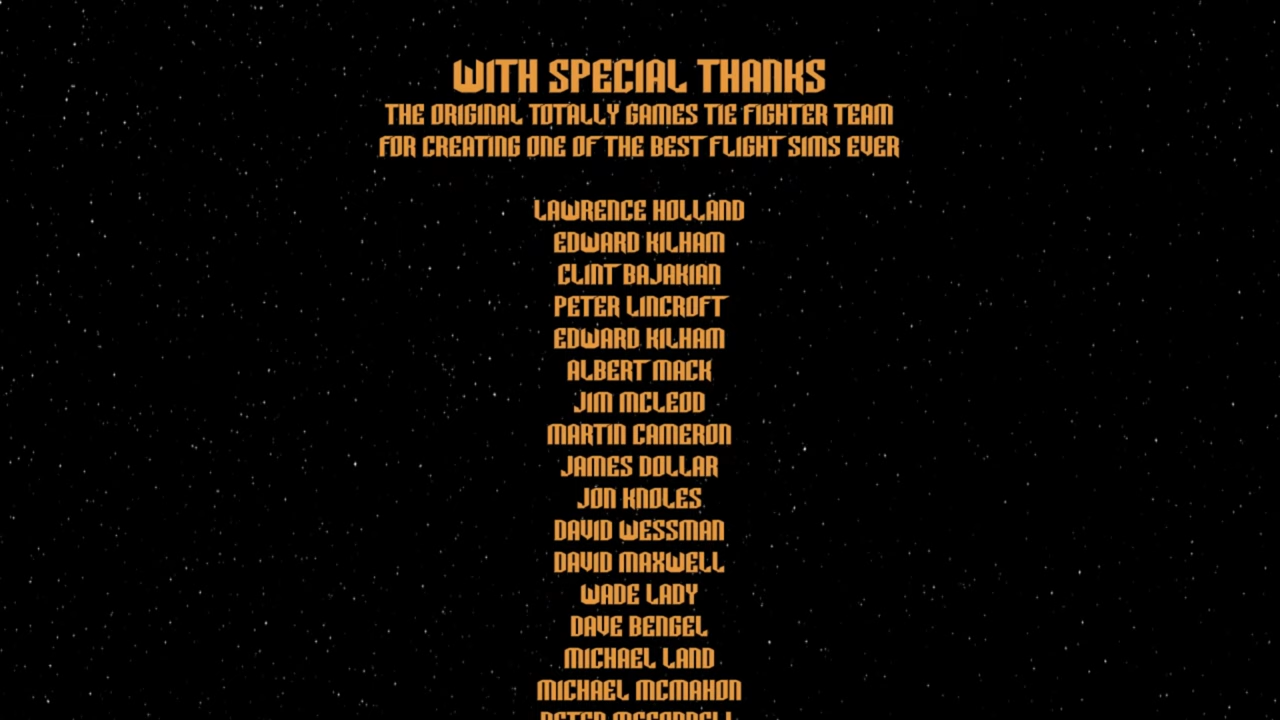 WITH SPECIAL THANKS
THE ORIGINAL TOTALLY GAMES TIE FIGHTER TEAM
FOR CREATING ONE OF THE BEST FLIGHT SIMS EVER
LAWRENCE HOLLAND
EDWARD KILHAM
CLINT BAJAKIAN
PETER LINCROFT
EDWARD KILHAM
ALBERT MACK
JIM MCLEOD
MARTIN CAMERON
JAMES DOLLAR
JON KNOLES
DAVID WESSMAN
DAVID MAXWELL
WADE LADY
DAVE BENGEL
MICHAEL LAND
MICHAEL MCMAHON